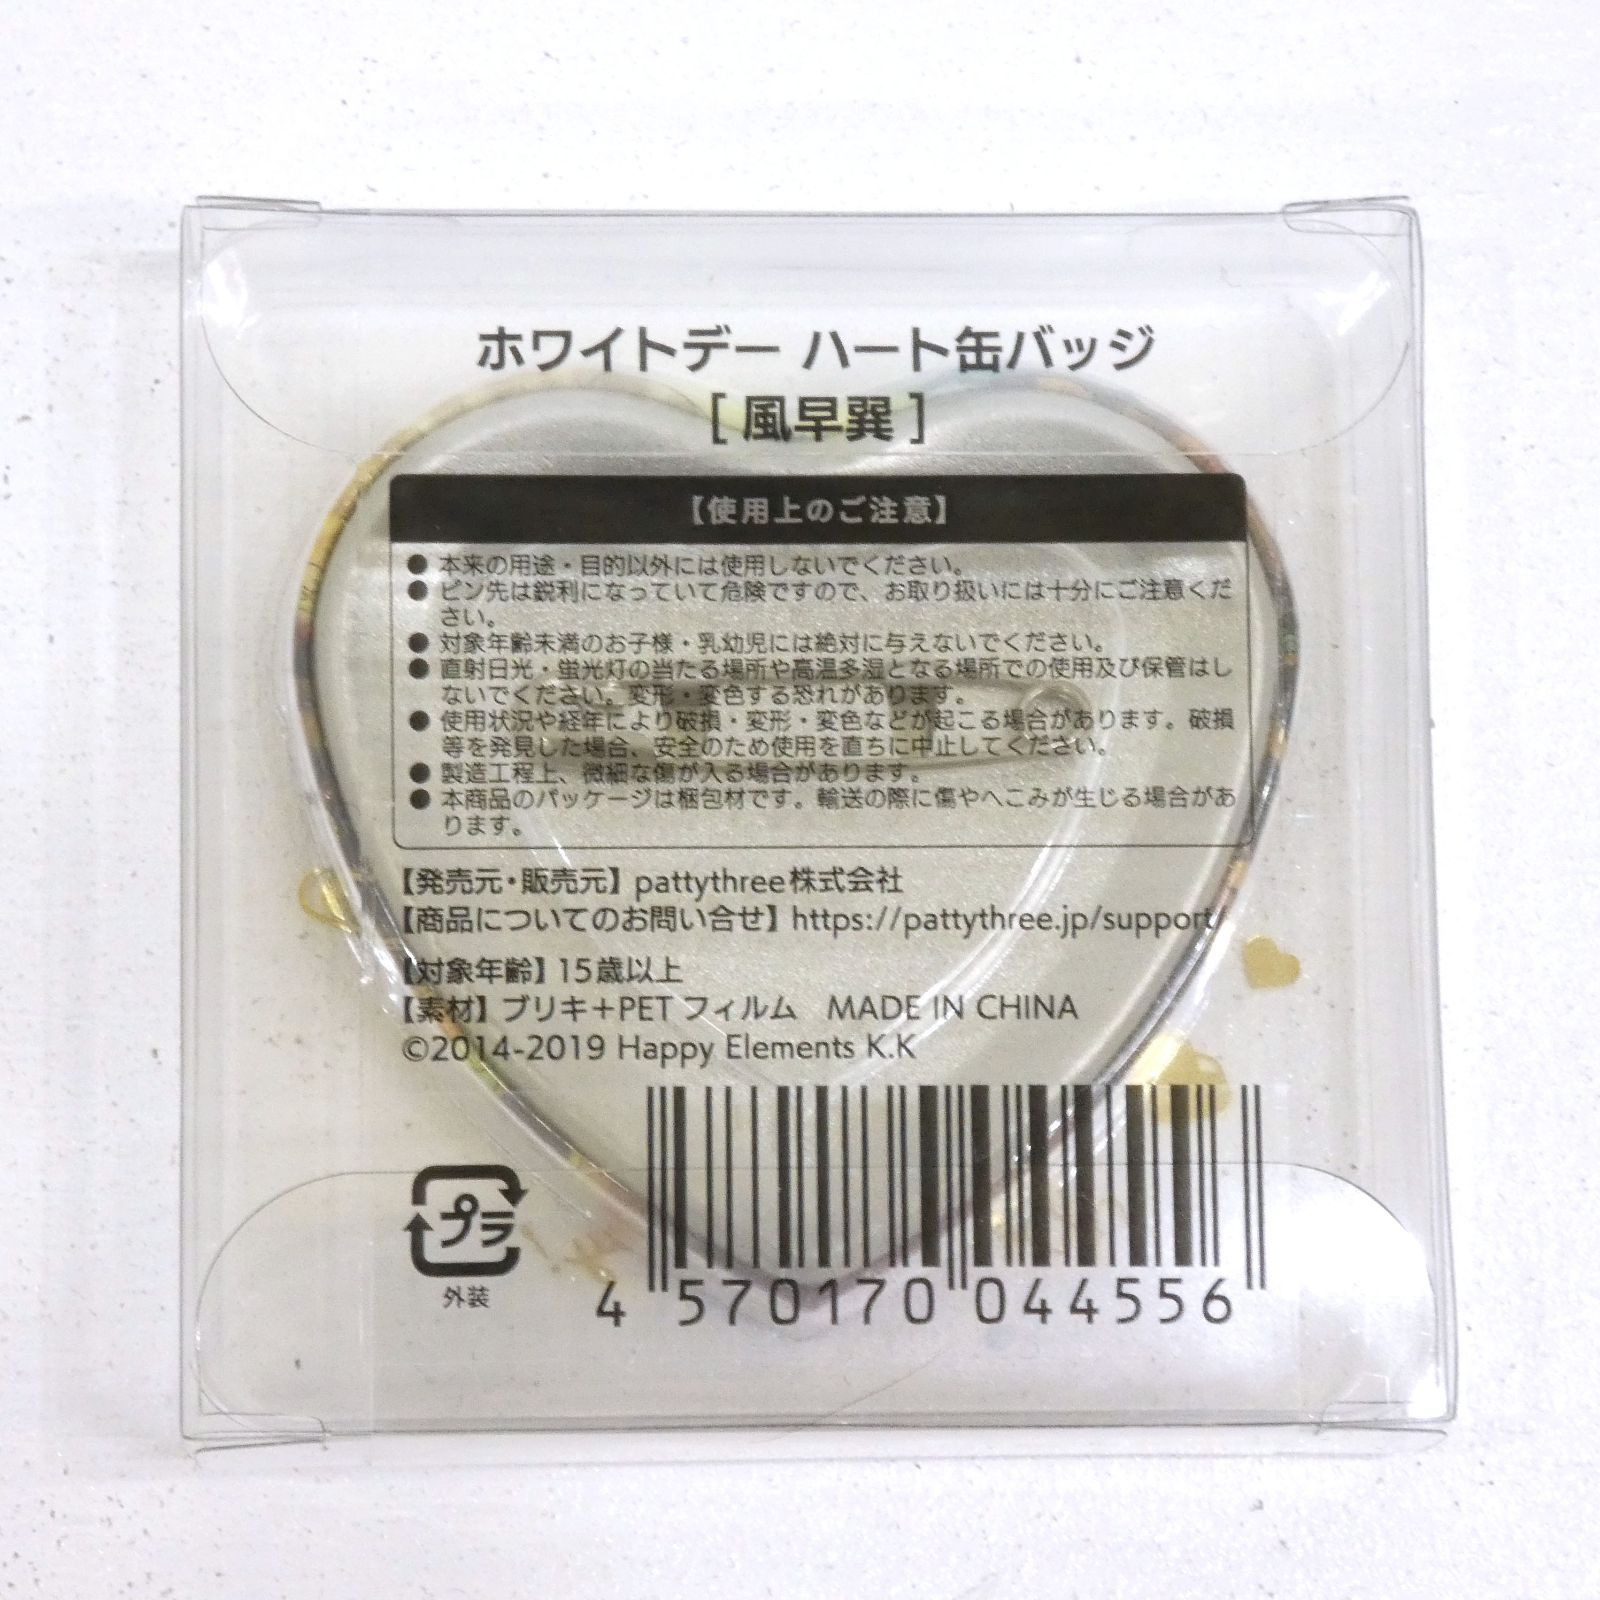 ホワイトデー ハート缶バッジ
[ 風早巽 ]
【使用上のご注意】
● 本来の用途・目的以外には使用しないでください。
● ピン先は鋭利になっていて危険ですので、お取り扱いには十分にご注意くだ
さい。
● 対象年齢未満のお子様・乳幼児には絶対に与えないでください。
● 直射日光・蛍光灯の当たる場所や高温多湿となる場所での使用及び保管はし
ないでください。変形・変色する恐れがあります。
● 使用状況や経年により破損・変形・変色などが起こる場合があります。破損
等を発見した場合、安全のため使用を直ちに中止してください。
● 製造工程上、微細な傷が入る場合があります。
● 本商品のパッケージは梱包材です。輸送の際に傷やへこみが生じる場合があ
ります。
【発売元・販売元】pattythree株式会社
【商品についてのお問い合せ】https://pattythree.jp/support/
【対象年齢】15歳以上
【素材】ブリキ＋PET フィルム MADE IN CHINA
©2014-2019 Happy Elements K.K
プラ
外装
4 570170 044556